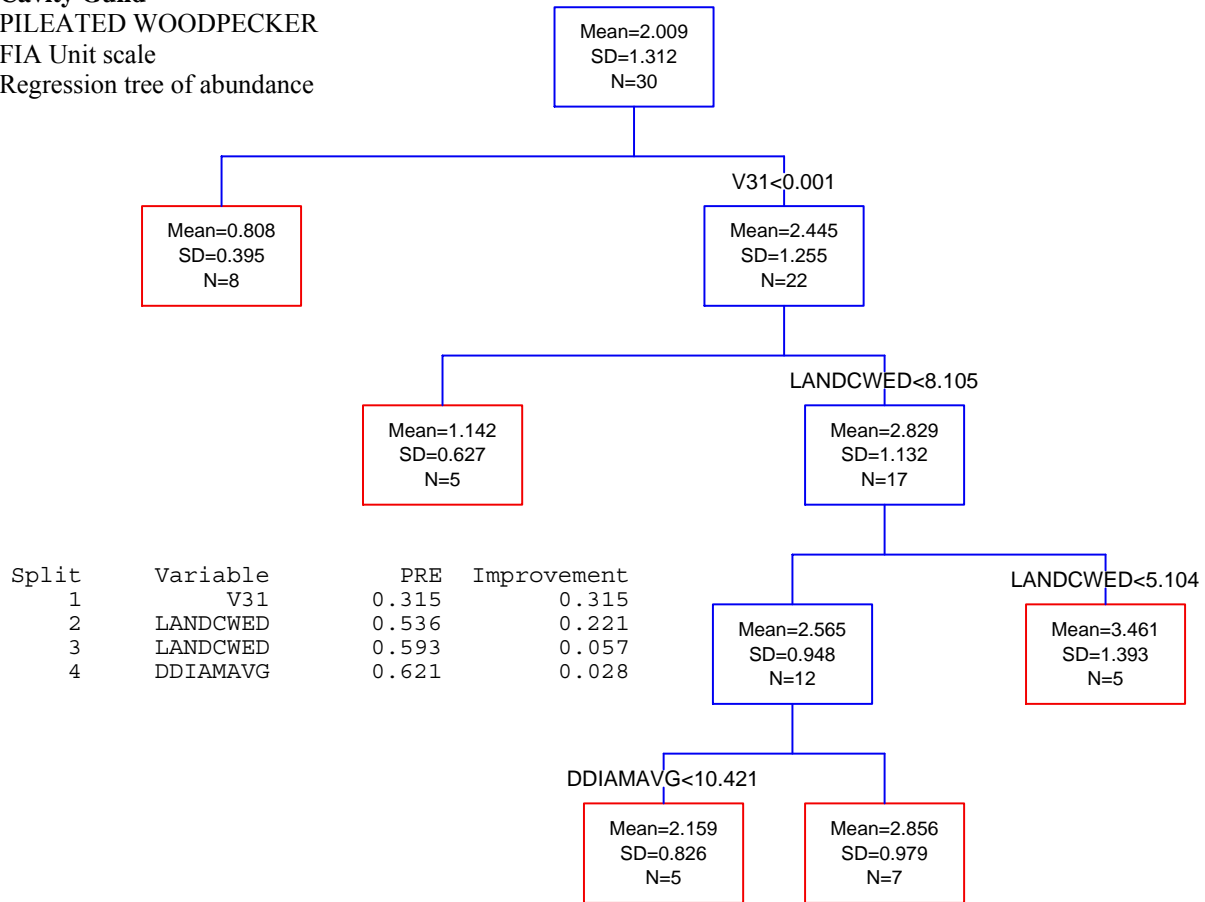 Cavity Guild
PILEATED WOODPECKER
FIA Unit scale
Regression tree of abundance
Mean=2.009
SD=1.312
N=30
V31<0.001
Mean=0.808
SD=0.395
N=8
Mean=2.445
SD=1.255
N=22
LANDCWED<8.105
Mean=1.142
SD=0.627
N=5
Mean=2.829
SD=1.132
N=17
Split Variable PRE Improvement
1 V31 0.315 0.315
2 LANDCWED 0.536 0.221
3 LANDCWED 0.593 0.057
4 DDIAMAVG 0.621 0.028
LANDCWED<5.104
Mean=2.565
SD=0.948
N=12
Mean=3.461
SD=1.393
N=5
DDIAMAVG<10.421
Mean=2.159
SD=0.826
N=5
Mean=2.856
SD=0.979
N=7